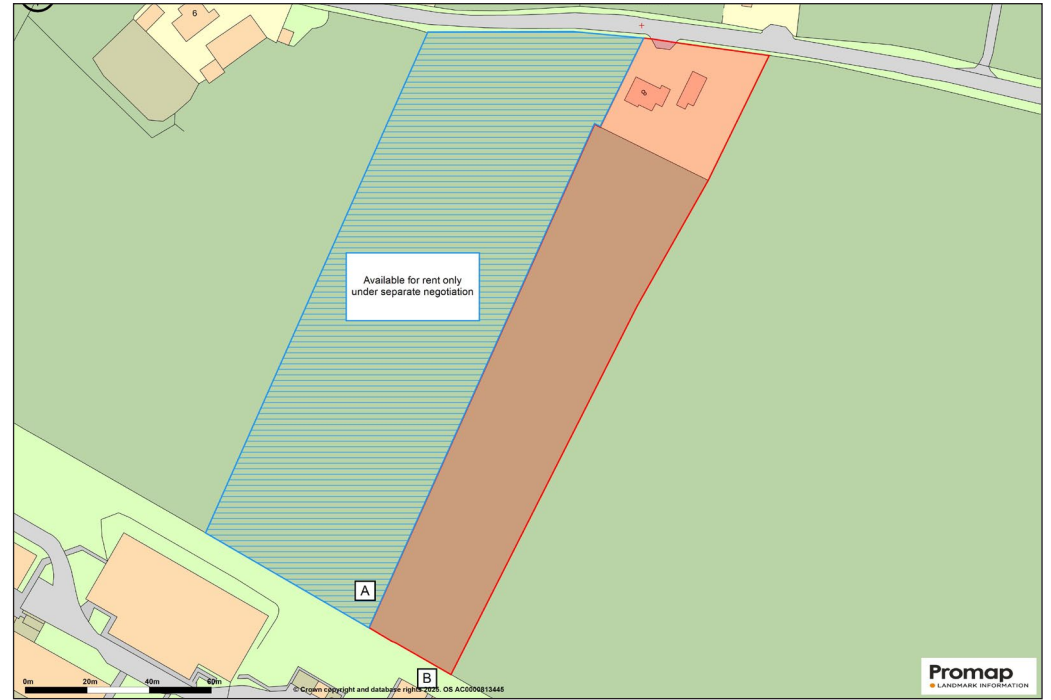 6
8
Available for rent only
under separate negotiation
A
B
0m 20m 40m 60m
© Crown copyright and database rights 2025. OS AC0000813445
Promap
LANDMARK INFORMATION